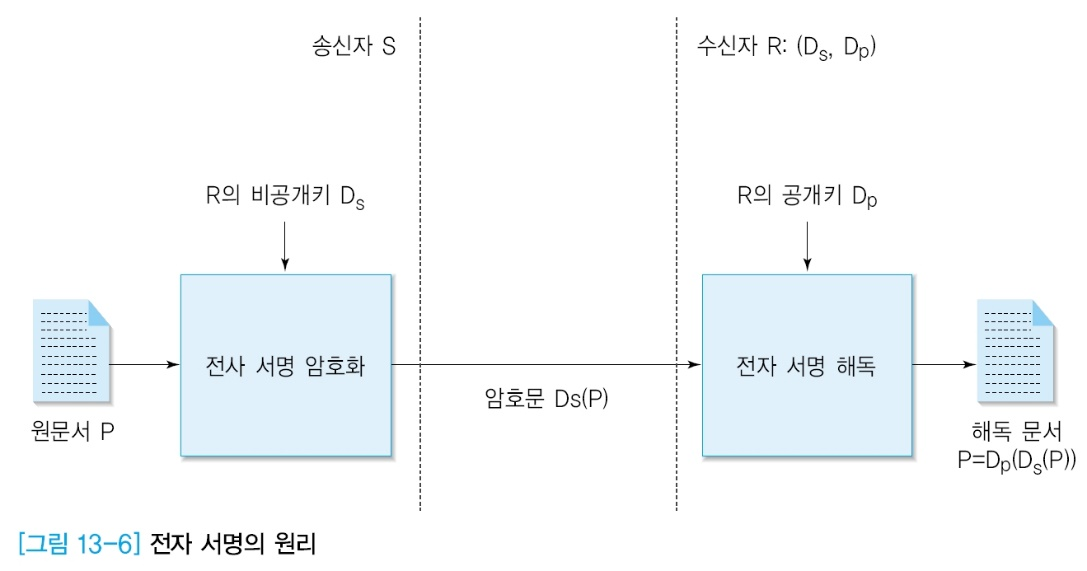 송신자 S
수신자 R: (Ds, Dp)
R의 비공개키 Ds
R의 공개키 Dp
전사 서명 암호화
전자 서명 해독
암호문 Ds(P)
원문서 P
해독 문서
P=Dp(Ds(P))
[그림 13-6] 전자 서명의 원리